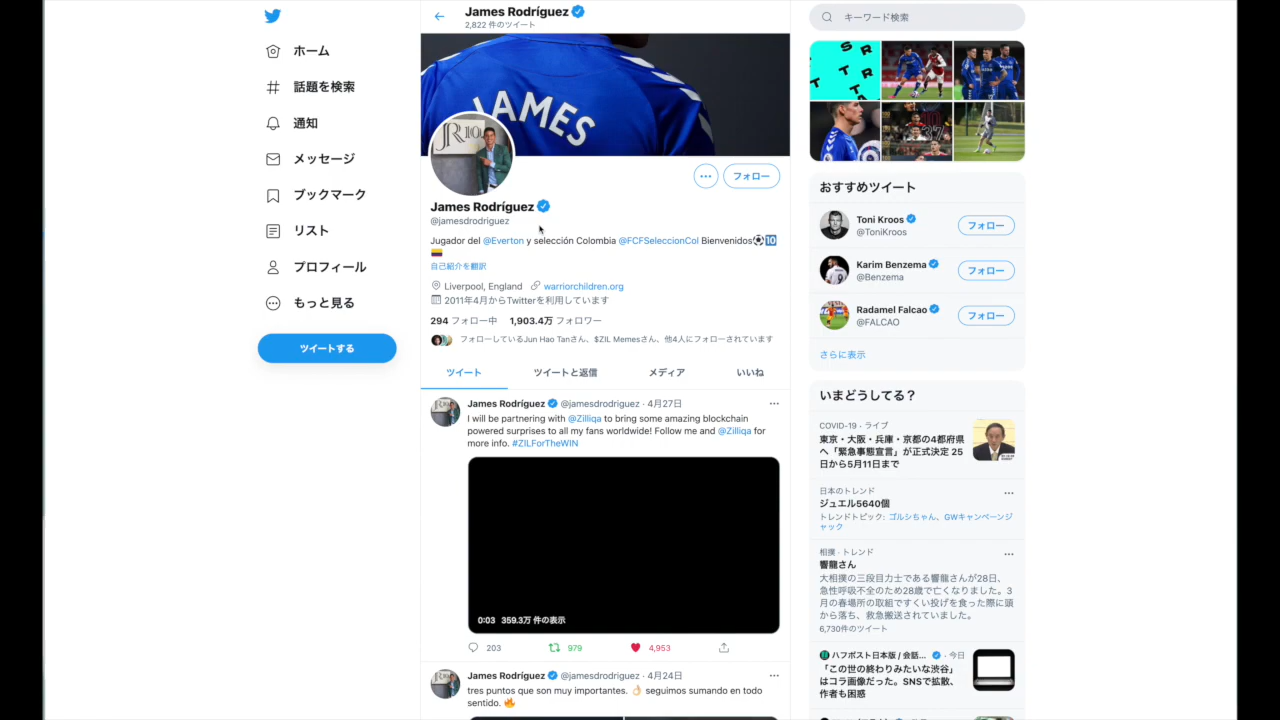 ホーム
話題を検索
通知
メッセージ
ブックマーク
リスト
プロフィール
もっと見る
ツイートする
James Rodríguez
2,822 件のツイート
JAMES
JR10
フォロー
James Rodríguez
@jamesdrodriguez
Jugador del @Everton y selección Colombia @FCFSeleccionCol Bienvenidos⚽🔟
🇨🇴
自己紹介を翻訳
Liverpool, England warriorchildren.org
2011年4月からTwitterを利用しています
294 フォロー中 1,903.4万 フォロワー
フォローしているJun Hao Tanさん、$ZIL Memesさん、他4人にフォローされています
ツイート ツイートと返信 メディア いいね
James Rodríguez @jamesdrodriguez · 4月27日
I will be partnering with @Zilliqa to bring some amazing blockchain
powered surprises to all my fans worldwide! Follow me and @Zilliqa for
more info. #ZILForTheWIN
0:03 359.3万 件の表示
203 979 4,953
James Rodríguez @jamesdrodriguez · 4月24日
tres puntos que son muy importantes. 👌🏼 seguimos sumando en todo
sentido. 🔥
キーワード検索
おすすめツイート
Toni Kroos
@ToniKroos
フォロー
Karim Benzema
@Benzema
フォロー
Radamel Falcao
@FALCAO
フォロー
さらに表示
いまどうしてる？
COVID-19 · ライブ
東京・大阪・兵庫・京都の4都府県
へ「緊急事態宣言」が正式決定 25
日から5月11日まで
日本のトレンド
ジュエル5640個
トレンドトピック: ゴルシちゃん、GWキャンペーンジ
ャック
相撲 · トレンド
響龍さん
大相撲の三段目力士である響龍さんが28日、
急性呼吸不全のため28歳で亡くなりました。3
月の春場所の取組ですくい投げを食った際に頭
から落ち、救急搬送されていました。
6,730件のツイート
ハフポスト日本版 / 会話... · 今日
「この世の終わりみたいな渋谷」
はコラ画像だった。SNSで拡散、
作者も困惑